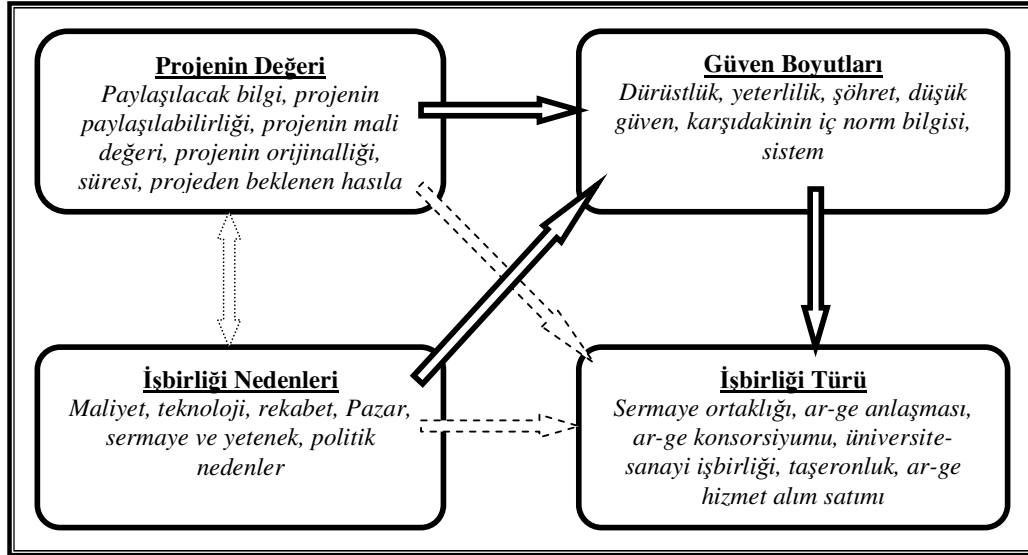 Projenin Değeri
Paylaşılacak bilgi, projenin
paylaşılabilirliği, projenin mali
değeri, projenin orijinalliği,
süresi, projeden beklenen hasıla
Güven Boyutları
Dürüstlük, yeterlilik, şöhret, düşük
güven, karşıdakinin iç norm bilgisi,
sistem
İşbirliği Nedenleri
Maliyet, teknoloji, rekabet, Pazar,
sermaye ve yetenek, politik
nedenler
İşbirliği Türü
Sermaye ortaklığı, ar-ge anlaşması,
ar-ge konsorsiyumu, üniversite-
sanayi işbirliği, taşeronluk, ar-ge
hizmet alım satımı